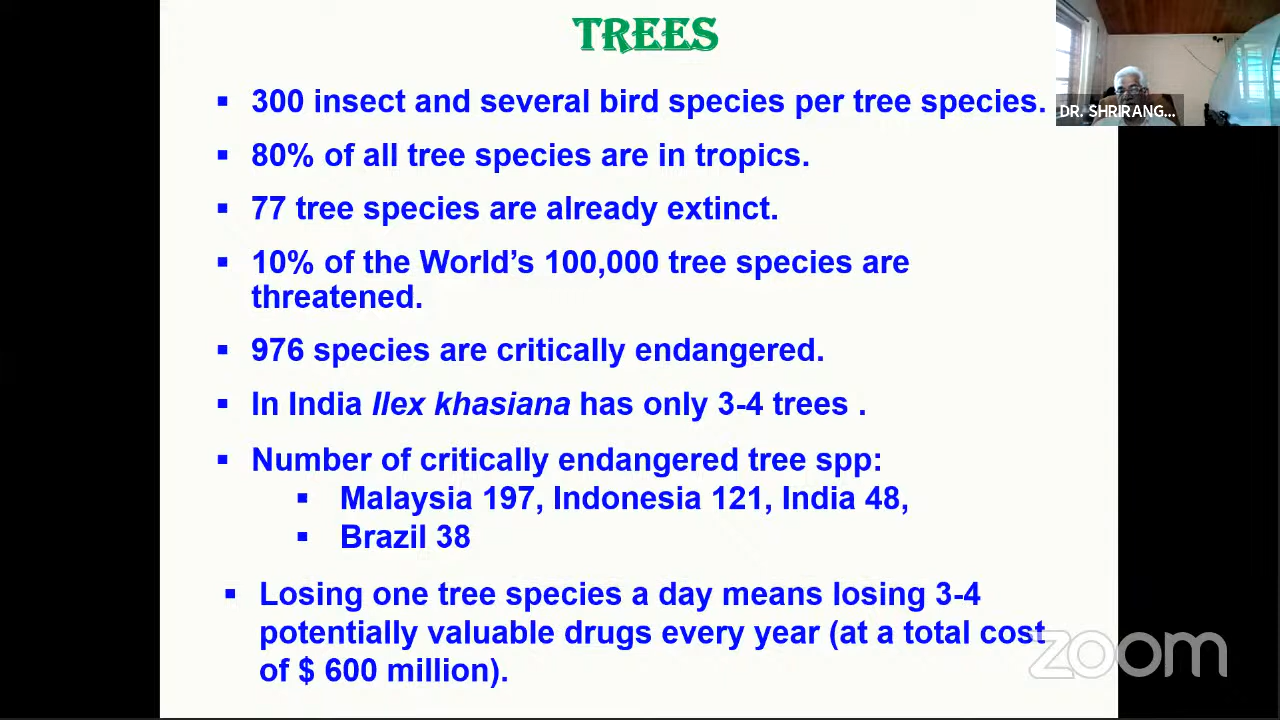 TREES
300 insect and several bird species per tree species.
DR. SHRIRANG...
80% of all tree species are in tropics.
77 tree species are already extinct.
10% of the World’s 100,000 tree species are
threatened.
976 species are critically endangered.
In India Ilex khasiana has only 3-4 trees .
Number of critically endangered tree spp:
Malaysia 197, Indonesia 121, India 48,
Brazil 38
Losing one tree species a day means losing 3-4
potentially valuable drugs every year (at a total cost
of $ 600 million).
zoom